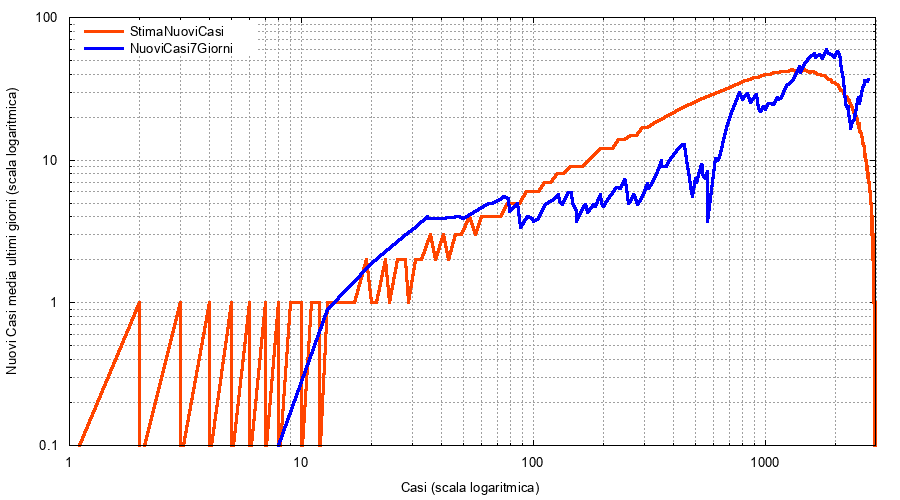 100
StimaNuoviCasi
NuoviCasi7Giorni
10
1
0.1
1
10
100
1000
Nuovi Casi media ultimi giorni (scala logaritmica)
Casi (scala logaritmica)